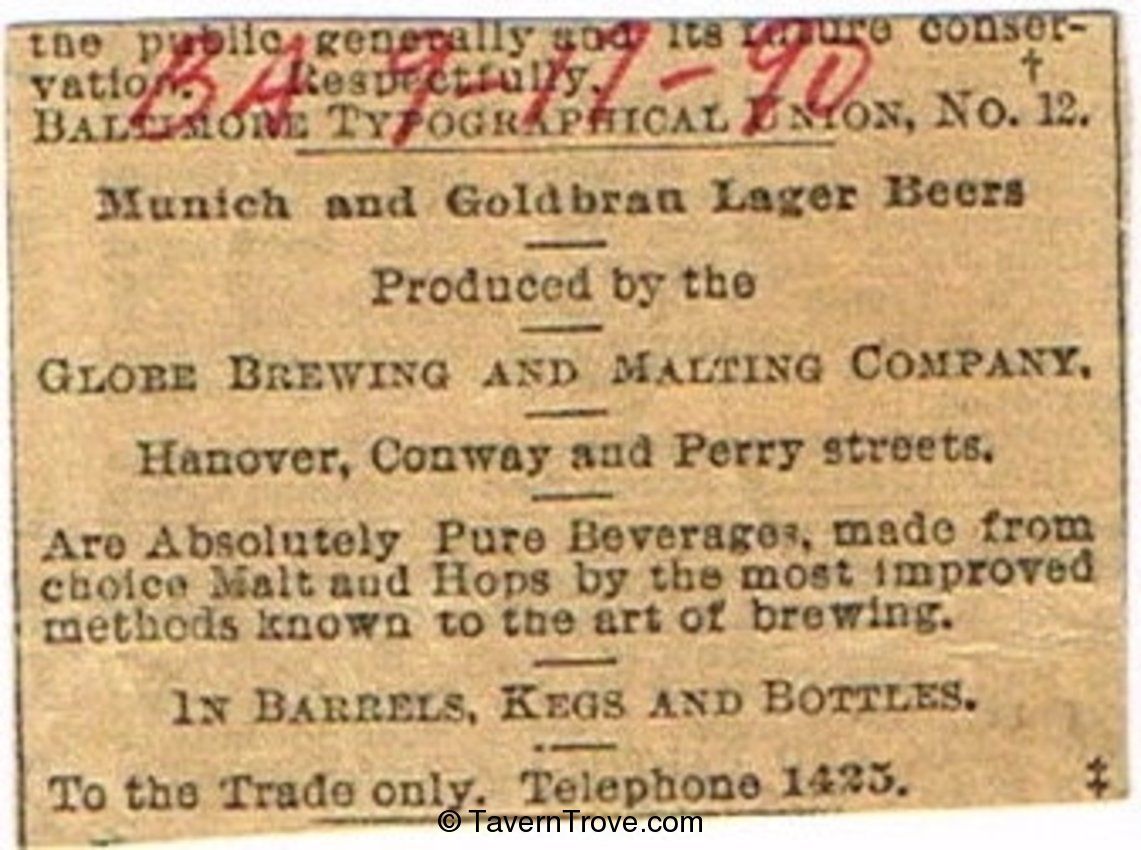 the public generally and its future conser-
vation. Respectfully, †
BALTIMORE TYPOGRAPHICAL UNION, NO. 12.
BA 9-17-90
Munich and Goldbrau Lager Beers
Produced by the
GLOBE BREWING AND MALTING COMPANY,
Hanover, Conway and Perry streets,
Are Absolutely Pure Beverages, made from
choice Malt and Hops by the most improved
methods known to the art of brewing.
IN BARRELS, KEGS AND BOTTLES.
To the Trade only. Telephone 1425. ‡
© TavernTrove.com